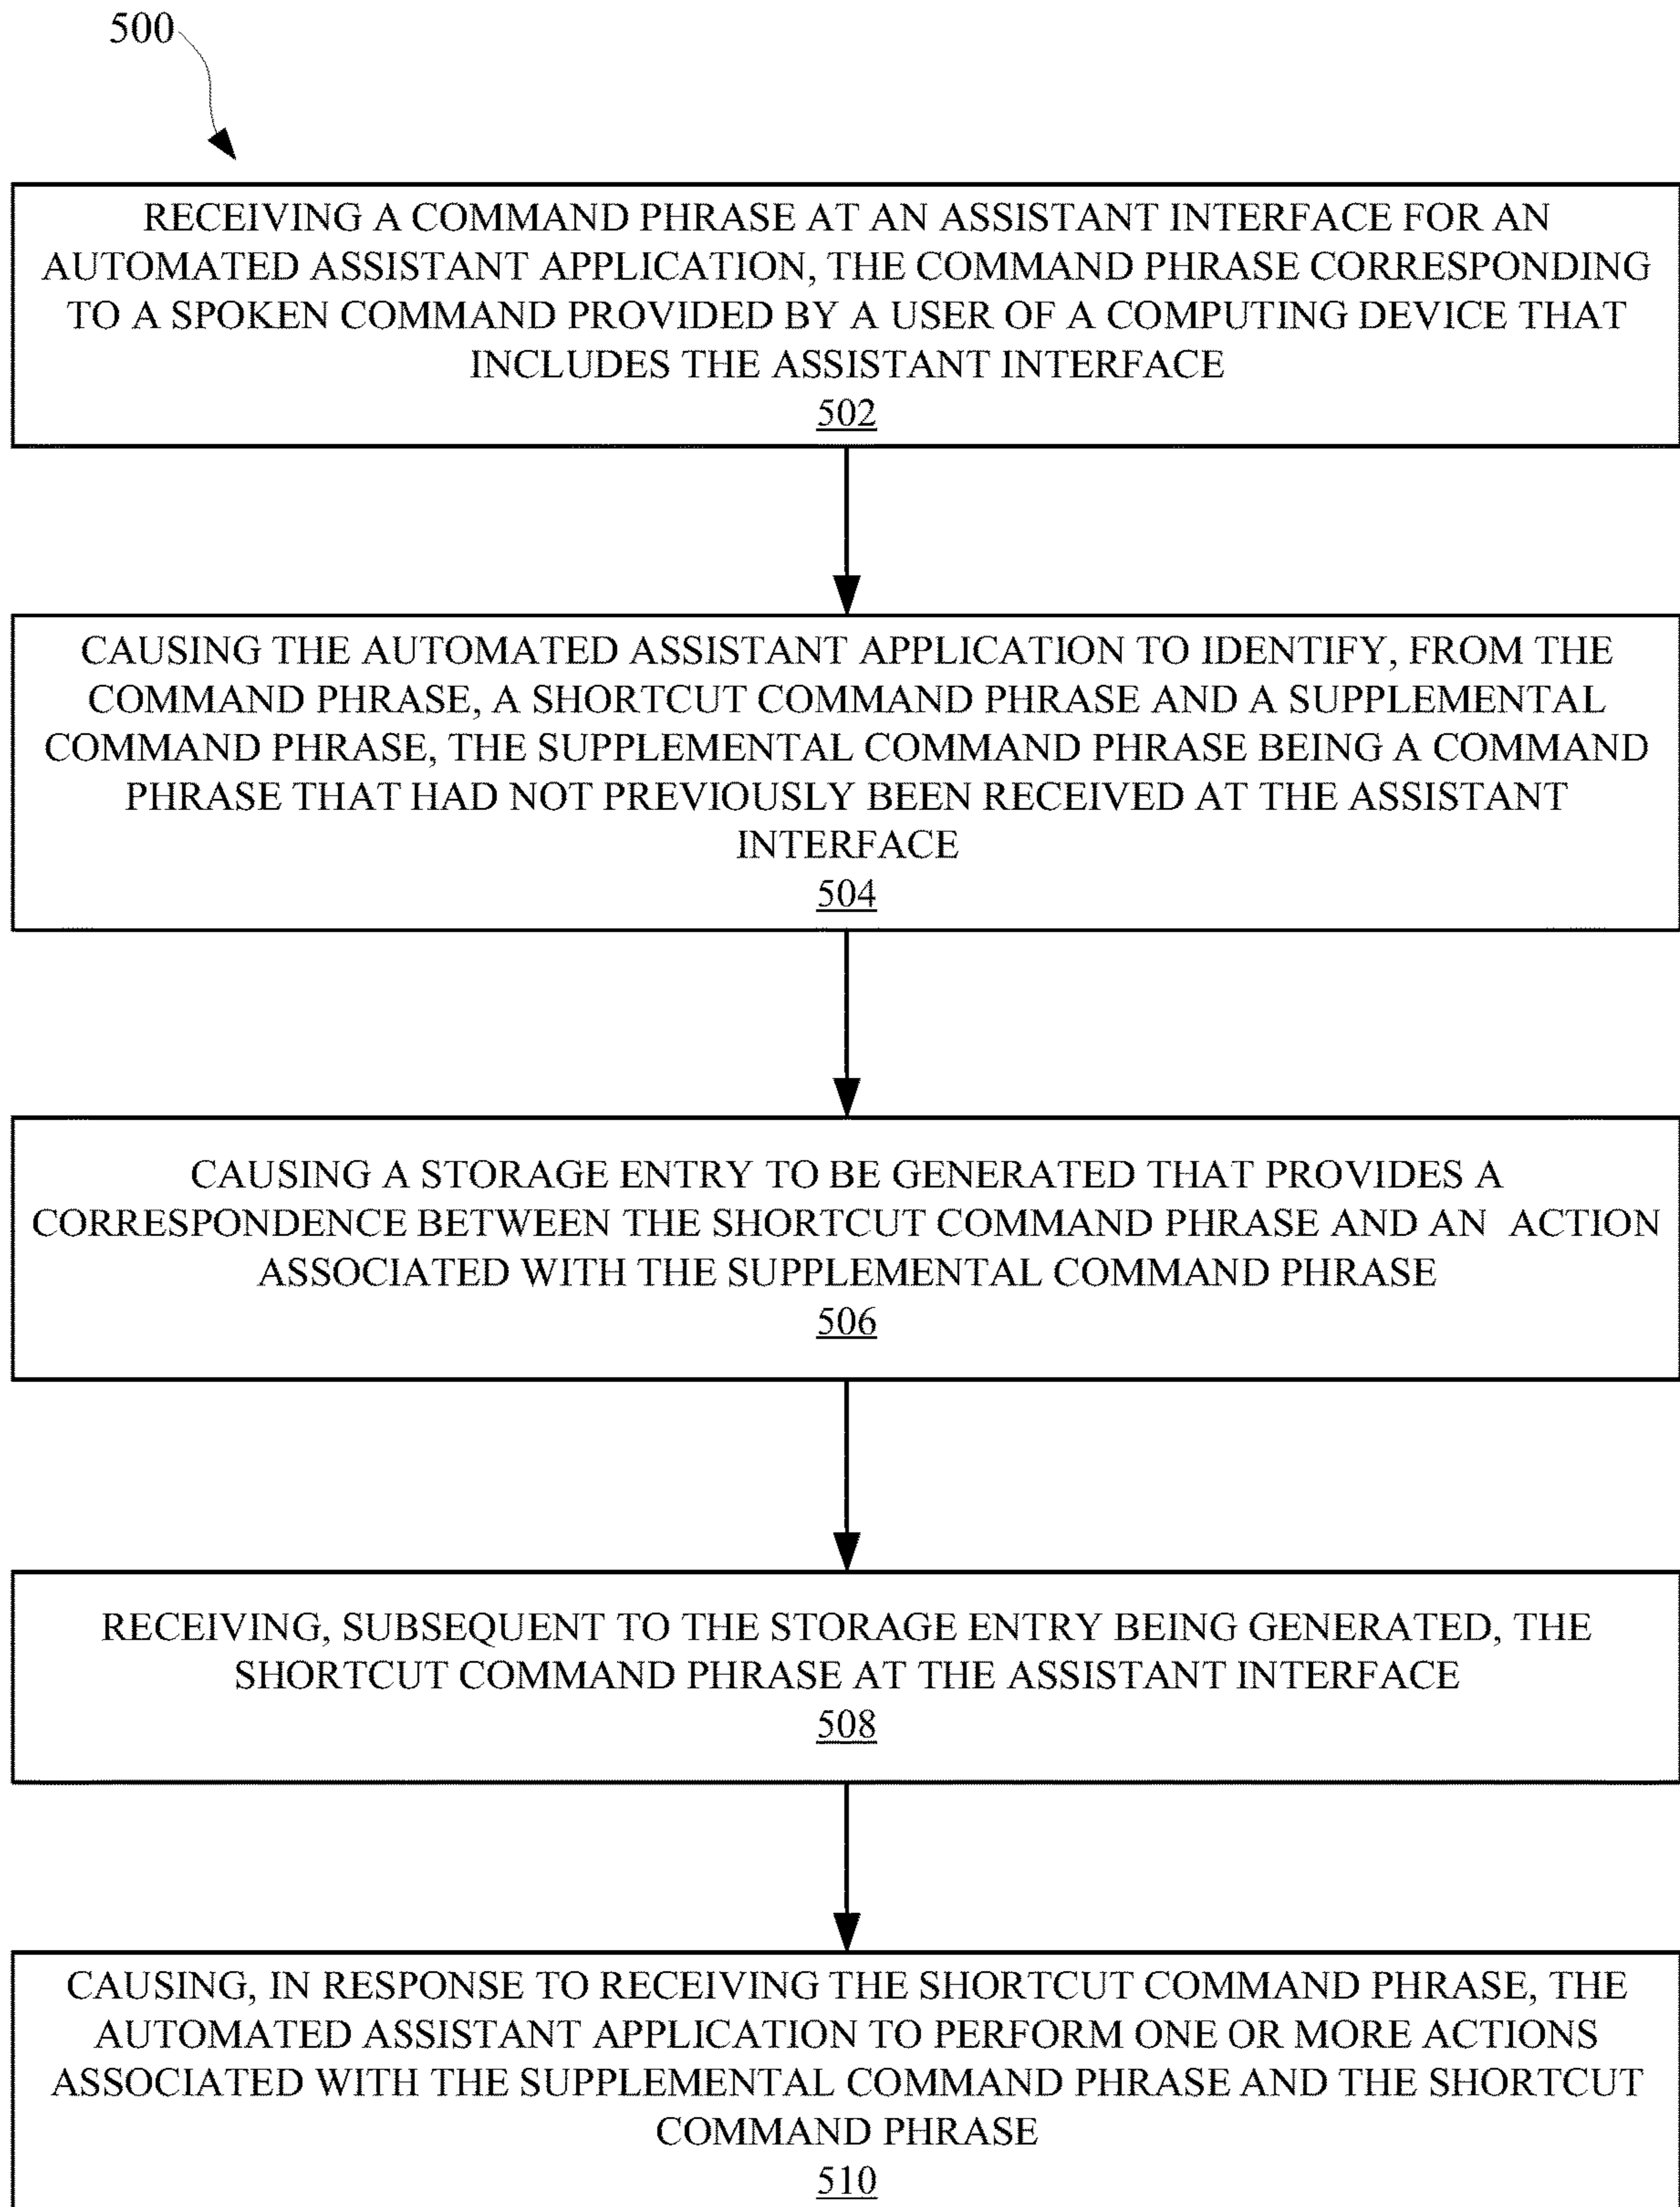 500
RECEIVING A COMMAND PHRASE AT AN ASSISTANT INTERFACE FOR AN
AUTOMATED ASSISTANT APPLICATION, THE COMMAND PHRASE CORRESPONDING
TO A SPOKEN COMMAND PROVIDED BY A USER OF A COMPUTING DEVICE THAT
INCLUDES THE ASSISTANT INTERFACE
502
CAUSING THE AUTOMATED ASSISTANT APPLICATION TO IDENTIFY, FROM THE
COMMAND PHRASE, A SHORTCUT COMMAND PHRASE AND A SUPPLEMENTAL
COMMAND PHRASE, THE SUPPLEMENTAL COMMAND PHRASE BEING A COMMAND
PHRASE THAT HAD NOT PREVIOUSLY BEEN RECEIVED AT THE ASSISTANT
INTERFACE
504
CAUSING A STORAGE ENTRY TO BE GENERATED THAT PROVIDES A
CORRESPONDENCE BETWEEN THE SHORTCUT COMMAND PHRASE AND AN ACTION
ASSOCIATED WITH THE SUPPLEMENTAL COMMAND PHRASE
506
RECEIVING, SUBSEQUENT TO THE STORAGE ENTRY BEING GENERATED, THE
SHORTCUT COMMAND PHRASE AT THE ASSISTANT INTERFACE
508
CAUSING, IN RESPONSE TO RECEIVING THE SHORTCUT COMMAND PHRASE, THE
AUTOMATED ASSISTANT APPLICATION TO PERFORM ONE OR MORE ACTIONS
ASSOCIATED WITH THE SUPPLEMENTAL COMMAND PHRASE AND THE SHORTCUT
COMMAND PHRASE
510